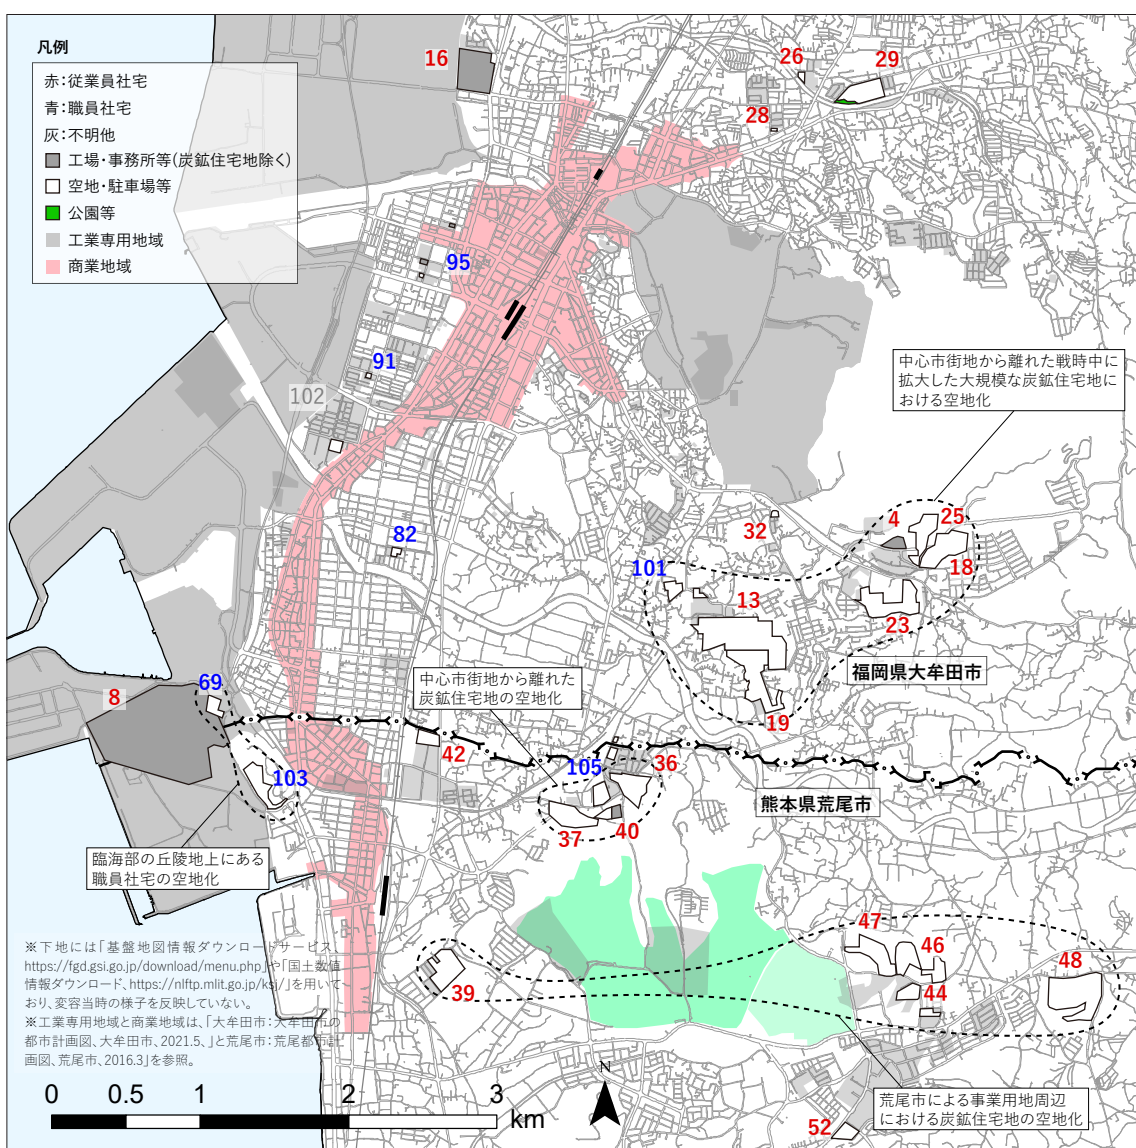 凡例
赤:従業員社宅
青:職員社宅
灰:不明他
工場・事務所等(炭鉱住宅地除く)
空地・駐車場等
公園等
工業専用地域
商業地域
16
26
29
28
95
91
102
中心市街地から離れた戦時中に
拡大した大規模な炭鉱住宅地に
おける空地化
82
32
4
25
18
101
13
23
福岡県大牟田市
19
中心市街地から離れた
炭鉱住宅地の空地化
69
8
42
105
36
103
熊本県荒尾市
37
40
臨海部の丘陵地上にある
職員社宅の空地化
47
46
48
39
44
※下地には「基盤地図情報ダウンロードサービス、
https://fgd.gsi.go.jp/download/menu.php」や「国土数値
情報ダウンロード、https://nlftp.mlit.go.jp/ksj/」を用いて
おり、変容当時の様子を反映していない。
※工業専用地域と商業地域は、「大牟田市:大牟田市の
都市計画図、大牟田市、2021.5、」と荒尾市:荒尾都市計
画図、荒尾市、2016.3」を参照。
荒尾市による事業用地周辺
における炭鉱住宅地の空地化
52
N
0 0.5 1 2 3
km